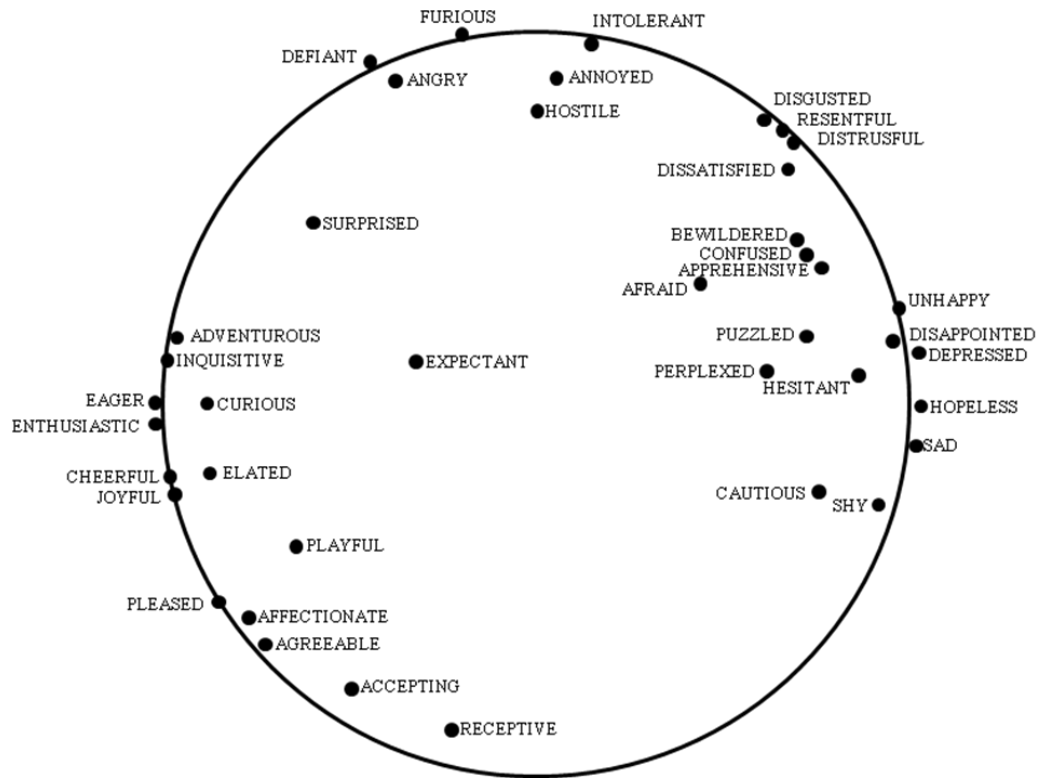 FURIOUS
INTOLERANT
DEFIANT
ANGRY
ANNOYED
HOSTILE
DISGUSTED
RESENTFUL
DISTRUSFUL
DISSATISFIED
SURPRISED
BEWILDERED
CONFUSED
APPREHENSIVE
AFRAID
UNHAPPY
ADVENTUROUS
PUZZLED
DISAPPOINTED
DEPRESSED
INQUISITIVE
EXPECTANT
PERPLEXED
HESITANT
EAGER
CURIOUS
HOPELESS
ENTHUSIASTIC
SAD
CHEERFUL
ELATED
JOYFUL
CAUTIOUS
SHY
PLAYFUL
PLEASED
AFFECTIONATE
AGREEABLE
ACCEPTING
RECEPTIVE